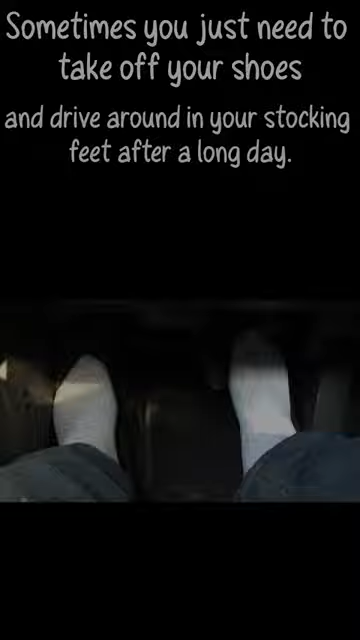 Sometimes you just need to
take off your shoes
and drive around in your stocking
feet after a long day.